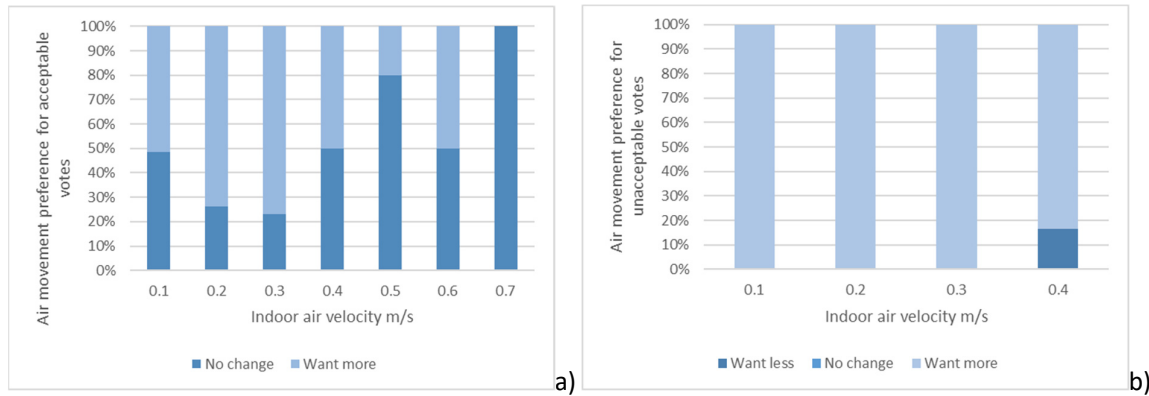 Air movement preference for acceptable
votes
100%
90%
80%
70%
60%
50%
40%
30%
20%
10%
0%
0.1 0.2 0.3 0.4 0.5 0.6 0.7
Indoor air velocity m/s
No change Want more
a)
Air movement preference for
unacceptable votes
100%
90%
80%
70%
60%
50%
40%
30%
20%
10%
0%
0.1 0.2 0.3 0.4
Indoor air velocity m/s
Want less No change Want more
b)